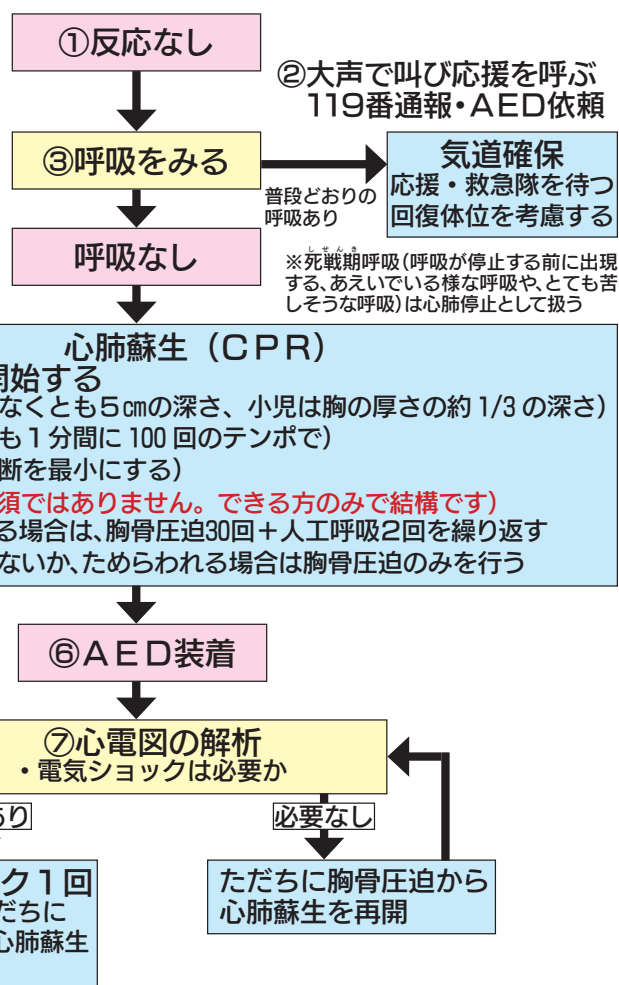 ①反応なし
②大声で叫び応援を呼ぶ
119番通報・AED依頼
③呼吸をみる
普段どおりの
呼吸あり
気道確保
応援・救急隊を待つ
回復体位を考慮する
呼吸なし
しせんき
※死戦期呼吸(呼吸が停止する前に出現
する、あえいでいる様な呼吸や、とても苦
しそうな呼吸)は心肺停止として扱う
心肺蘇生(CPR)
開始する
なくとも5㎝の深さ、小児は胸の厚さの約1/3の深さ)
も1分間に100回のテンポで)
断を最小にする)
須ではありません。できる方のみで結構です)
る場合は、胸骨圧迫30回＋人工呼吸2回を繰り返す
ないか、ためらわれる場合は胸骨圧迫のみを行う
⑥AED装着
⑦心電図の解析
・電気ショックは必要か
あり
必要なし
ク1回
だちに
心肺蘇生
ただちに胸骨圧迫から
心肺蘇生を再開